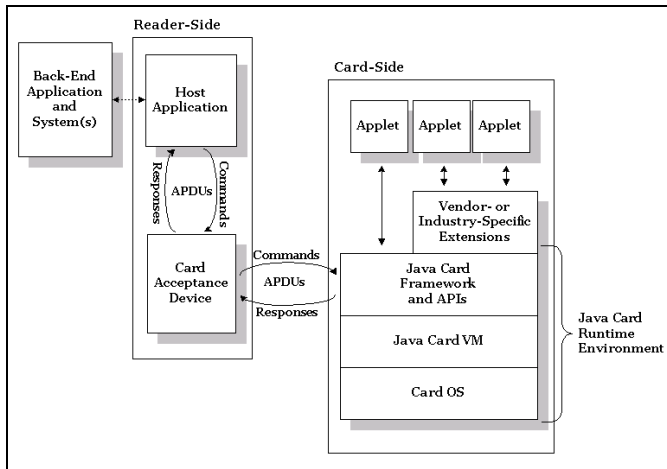 Reader-Side
Back-End
Application
and
System(s)
Host
Application
Responses
APDUs
Commands
Card
Acceptance
Device
Commands
APDUs
Responses
Card-Side
Applet
Applet
Applet
Vendor- or
Industry-Specific
Extensions
Java Card
Framework
and APIs
Java Card VM
Card OS
Java Card
Runtime
Environment